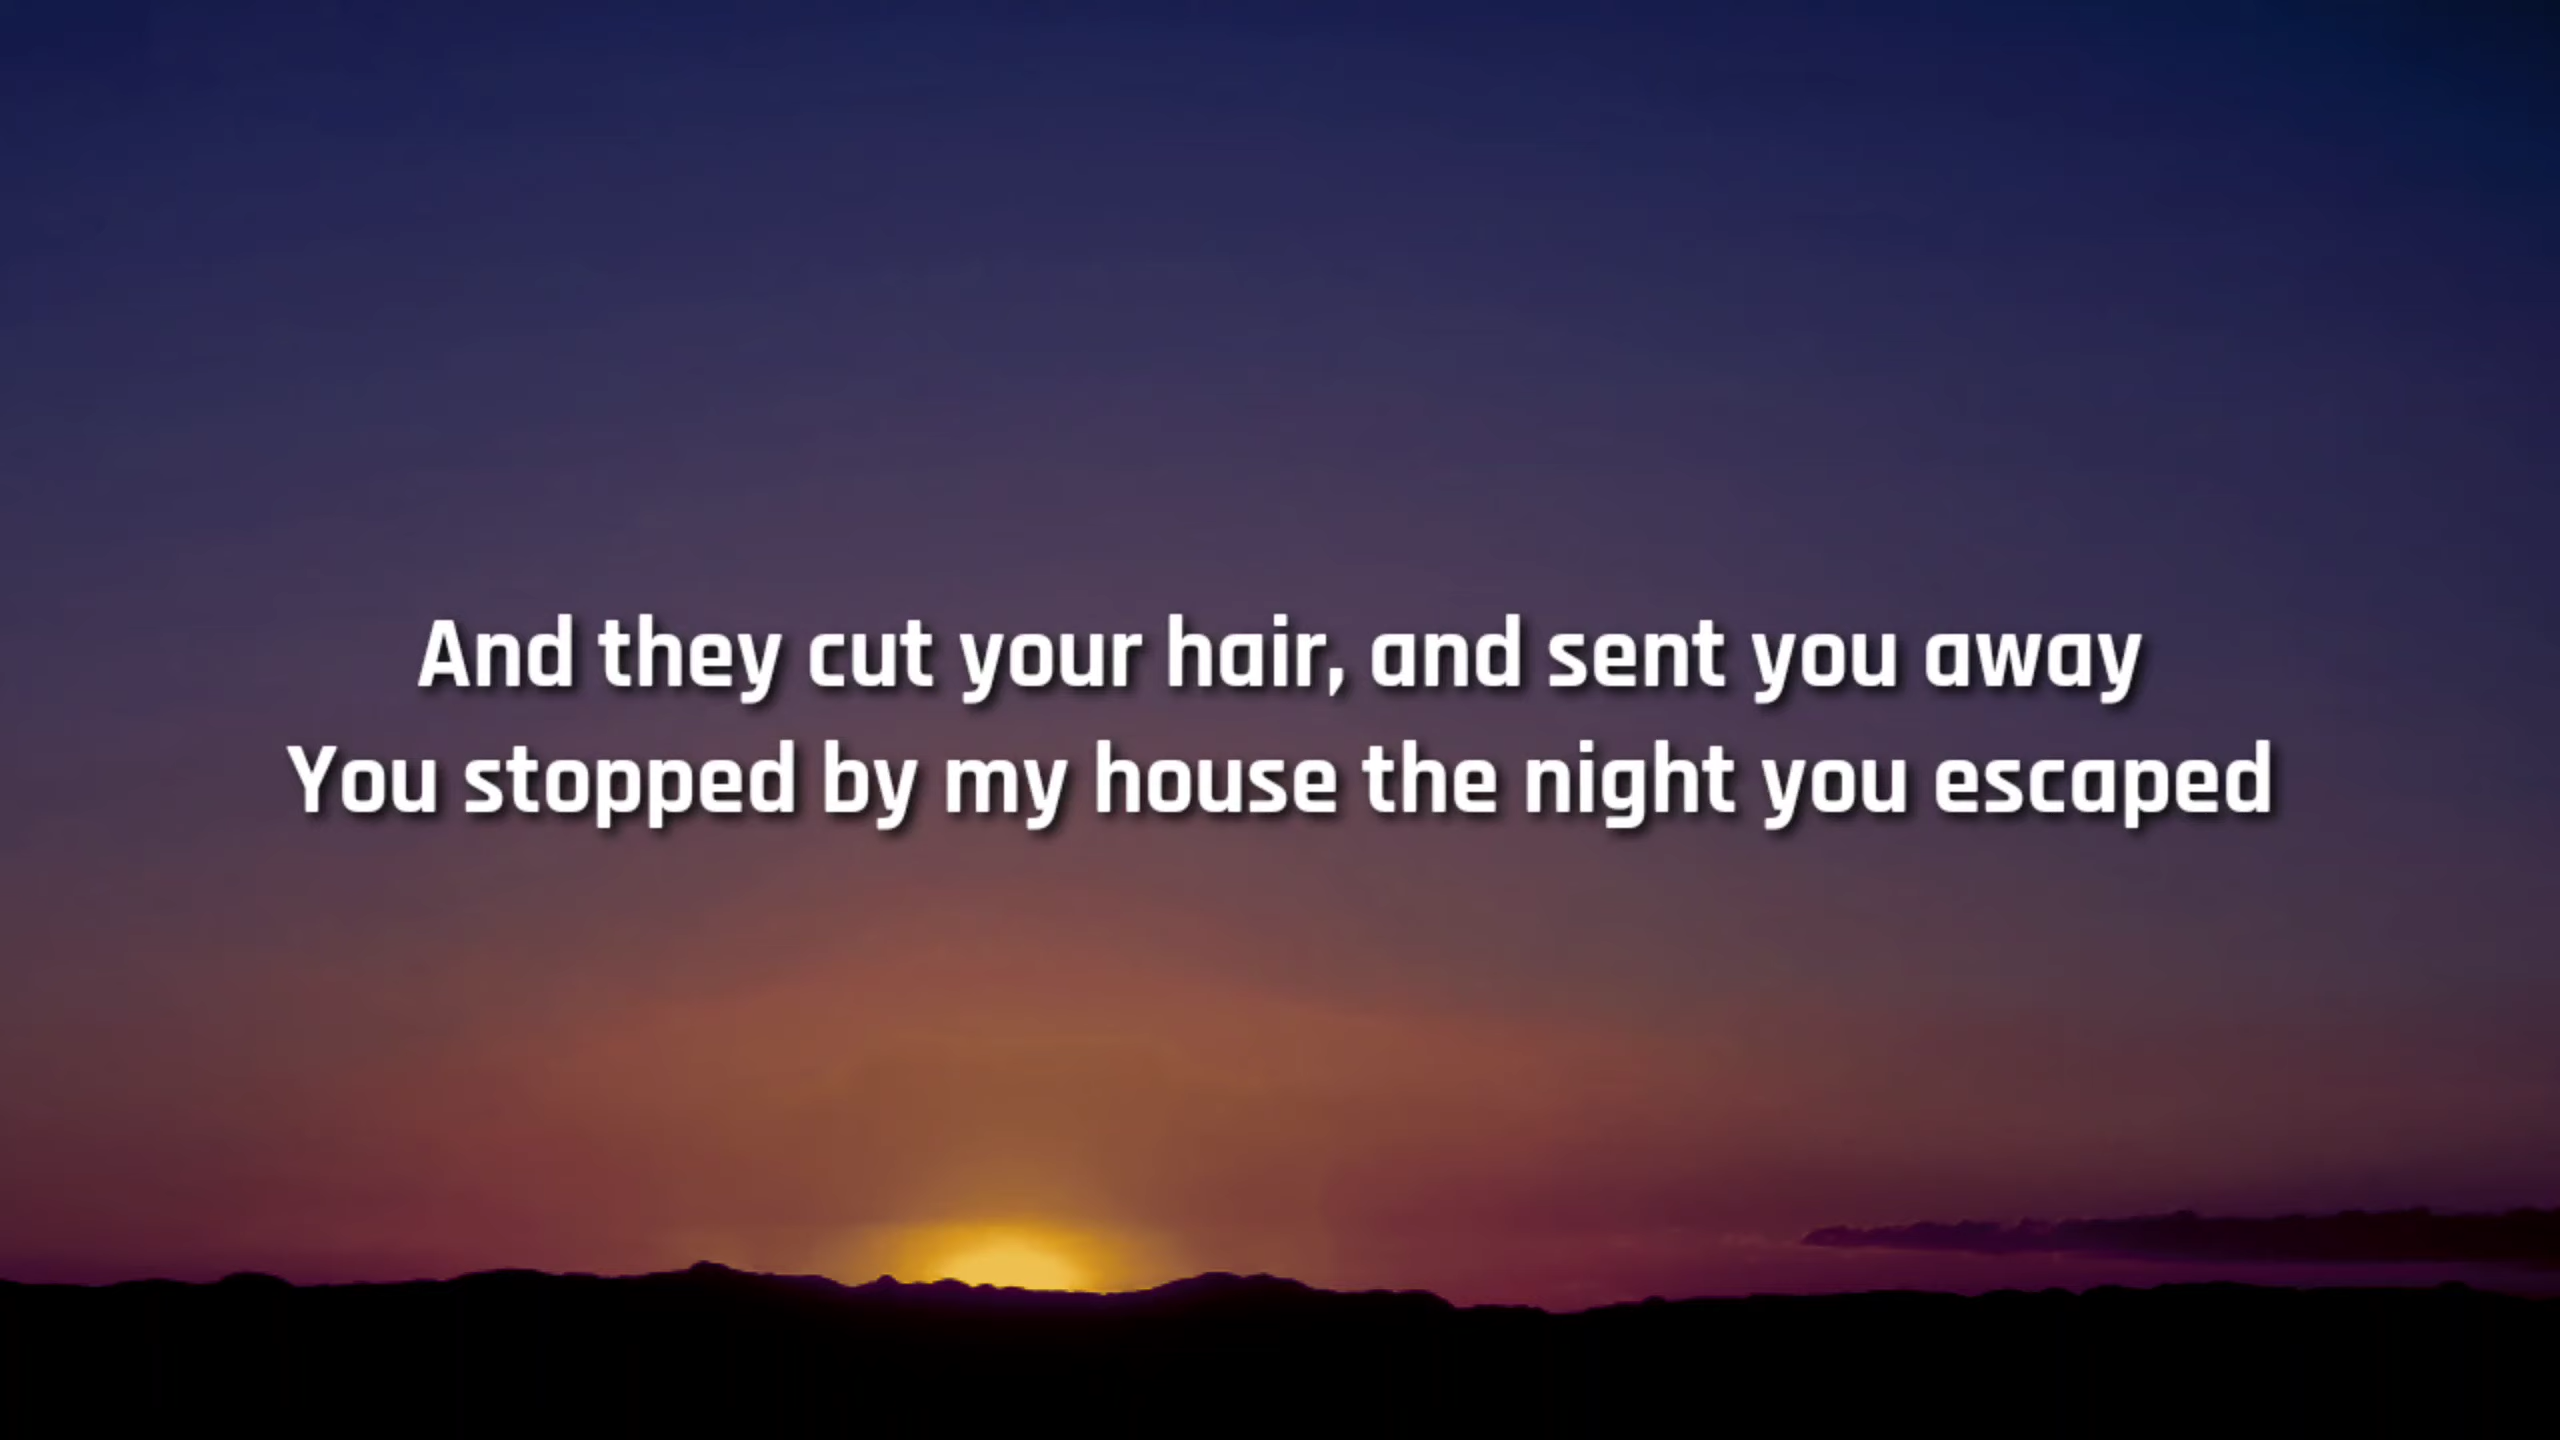 And they cut your hair, and sent you away
You stopped by my house the night you escaped